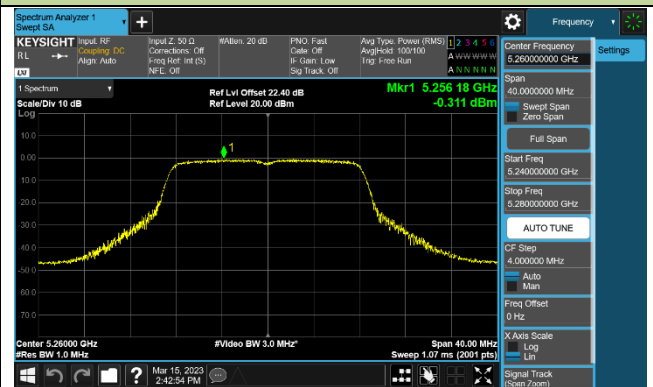 Spectrum Analyzer 1
Swept SA
+
Frequency
KEYSIGHT
RL
LXI
Input: RF
Coupling: DC
Align: Auto
Input Z: 50 Ω
Corrections: Off
Freq Ref: Int (S)
NFE: Off
#Atten: 20 dB
PNO: Fast
Gate: Off
IF Gain: Low
Sig Track: Off
Avg Type: Power (RMS)
Avg|Hold: 100/100
Trig: Free Run
1 2 3 4 5 6
A W W W W W
A N N N N N
Center Frequency
5.260000000 GHz
Settings
Span
40.0000000 MHz
Swept Span
Zero Span
Full Span
Start Freq
5.240000000 GHz
Stop Freq
5.280000000 GHz
AUTO TUNE
CF Step
4.000000 MHz
Auto
Man
Freq Offset
0 Hz
X Axis Scale
Log
Lin
Signal Track
(Span Zoom)
1 Spectrum
Scale/Div 10 dB
Log
Ref Lvl Offset 22.40 dB
Ref Level 20.00 dBm
Mkr1 5.256 18 GHz
-0.311 dBm
1
10.0
0.00
-10.0
-20.0
-30.0
-40.0
-50.0
-60.0
-70.0
Center 5.26000 GHz
#Res BW 1.0 MHz
#Video BW 3.0 MHz*
Span 40.00 MHz
Sweep 1.07 ms (2001 pts)
?
Mar 15, 2023
2:42:54 PM